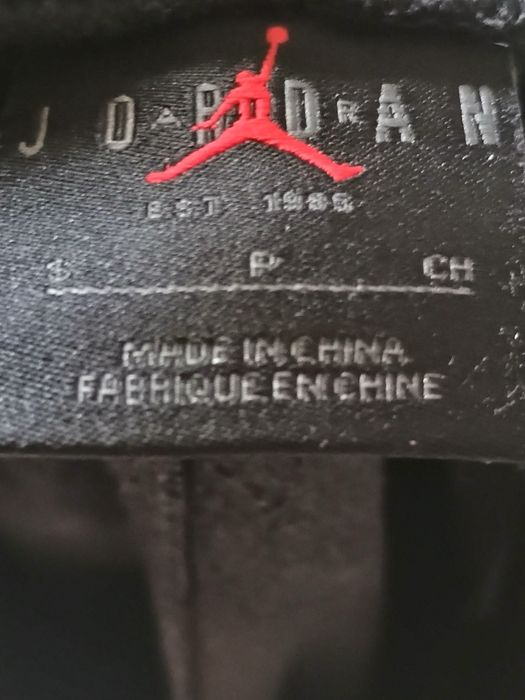 JORDAN
EST 1985
S P CH
MADE IN CHINA
FABRIQUE EN CHINE